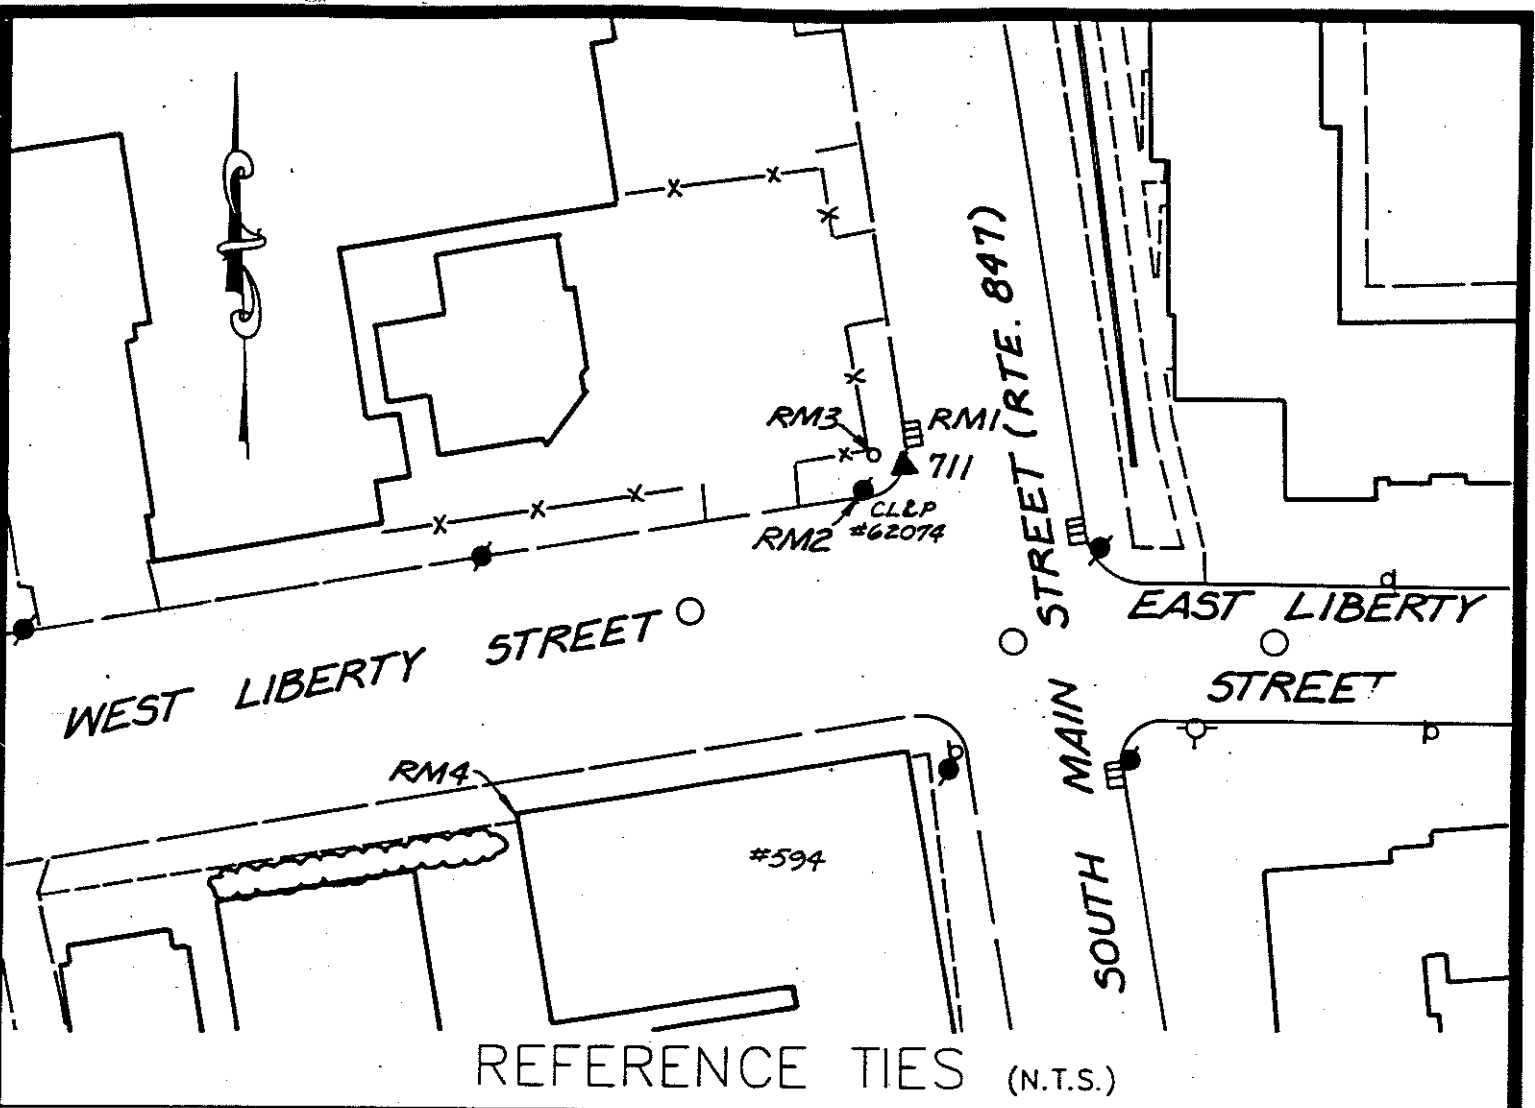 RM3
RM1
711
CL&P
#62074
RM2
STREET (RTE. 847)
EAST LIBERTY
STREET
WEST LIBERTY STREET
SOUTH MAIN
RM4
#594
REFERENCE TIES (N.T.S.)